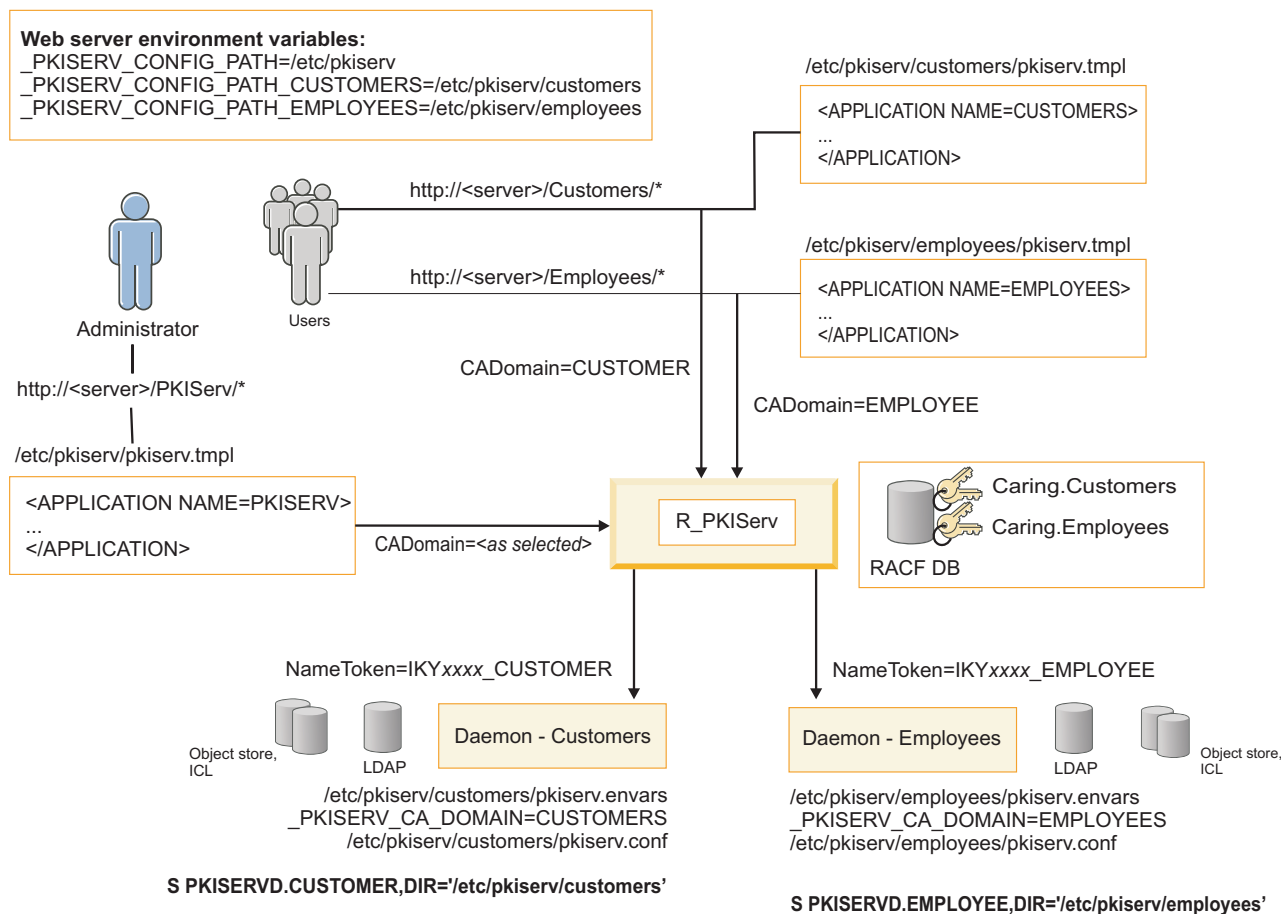 Web server environment variables:
_PKISERV_CONFIG_PATH=/etc/pkiserv
_PKISERV_CONFIG_PATH_CUSTOMERS=/etc/pkiserv/customers
_PKISERV_CONFIG_PATH_EMPLOYEES=/etc/pkiserv/employees
/etc/pkiserv/customers/pkiserv.tmpl
<APPLICATION NAME=CUSTOMERS>
...
</APPLICATION>
http://<server>/Customers/*
/etc/pkiserv/employees/pkiserv.tmpl
<APPLICATION NAME=EMPLOYEES>
...
</APPLICATION>
http://<server>/Employees/*
Users
Administrator
http://<server>/PKIServ/*
/etc/pkiserv/pkiserv.tmpl
<APPLICATION NAME=PKISERV>
...
</APPLICATION>
CADomain=CUSTOMER
CADomain=EMPLOYEE
CADomain=<as selected>
R_PKIServ
Caring.Customers
Caring.Employees
RACF DB
NameToken=IKYxxxx_CUSTOMER
NameToken=IKYxxxx_EMPLOYEE
Object store,
ICL
LDAP
Daemon - Customers
Daemon - Employees
LDAP
Object store,
ICL
/etc/pkiserv/customers/pkiserv.envars
_PKISERV_CA_DOMAIN=CUSTOMERS
/etc/pkiserv/customers/pkiserv.conf
/etc/pkiserv/employees/pkiserv.envars
_PKISERV_CA_DOMAIN=EMPLOYEES
/etc/pkiserv/employees/pkiserv.conf
S PKISERVD.CUSTOMER,DIR='/etc/pkiserv/customers’
S PKISERVD.EMPLOYEE,DIR='/etc/pkiserv/employees’